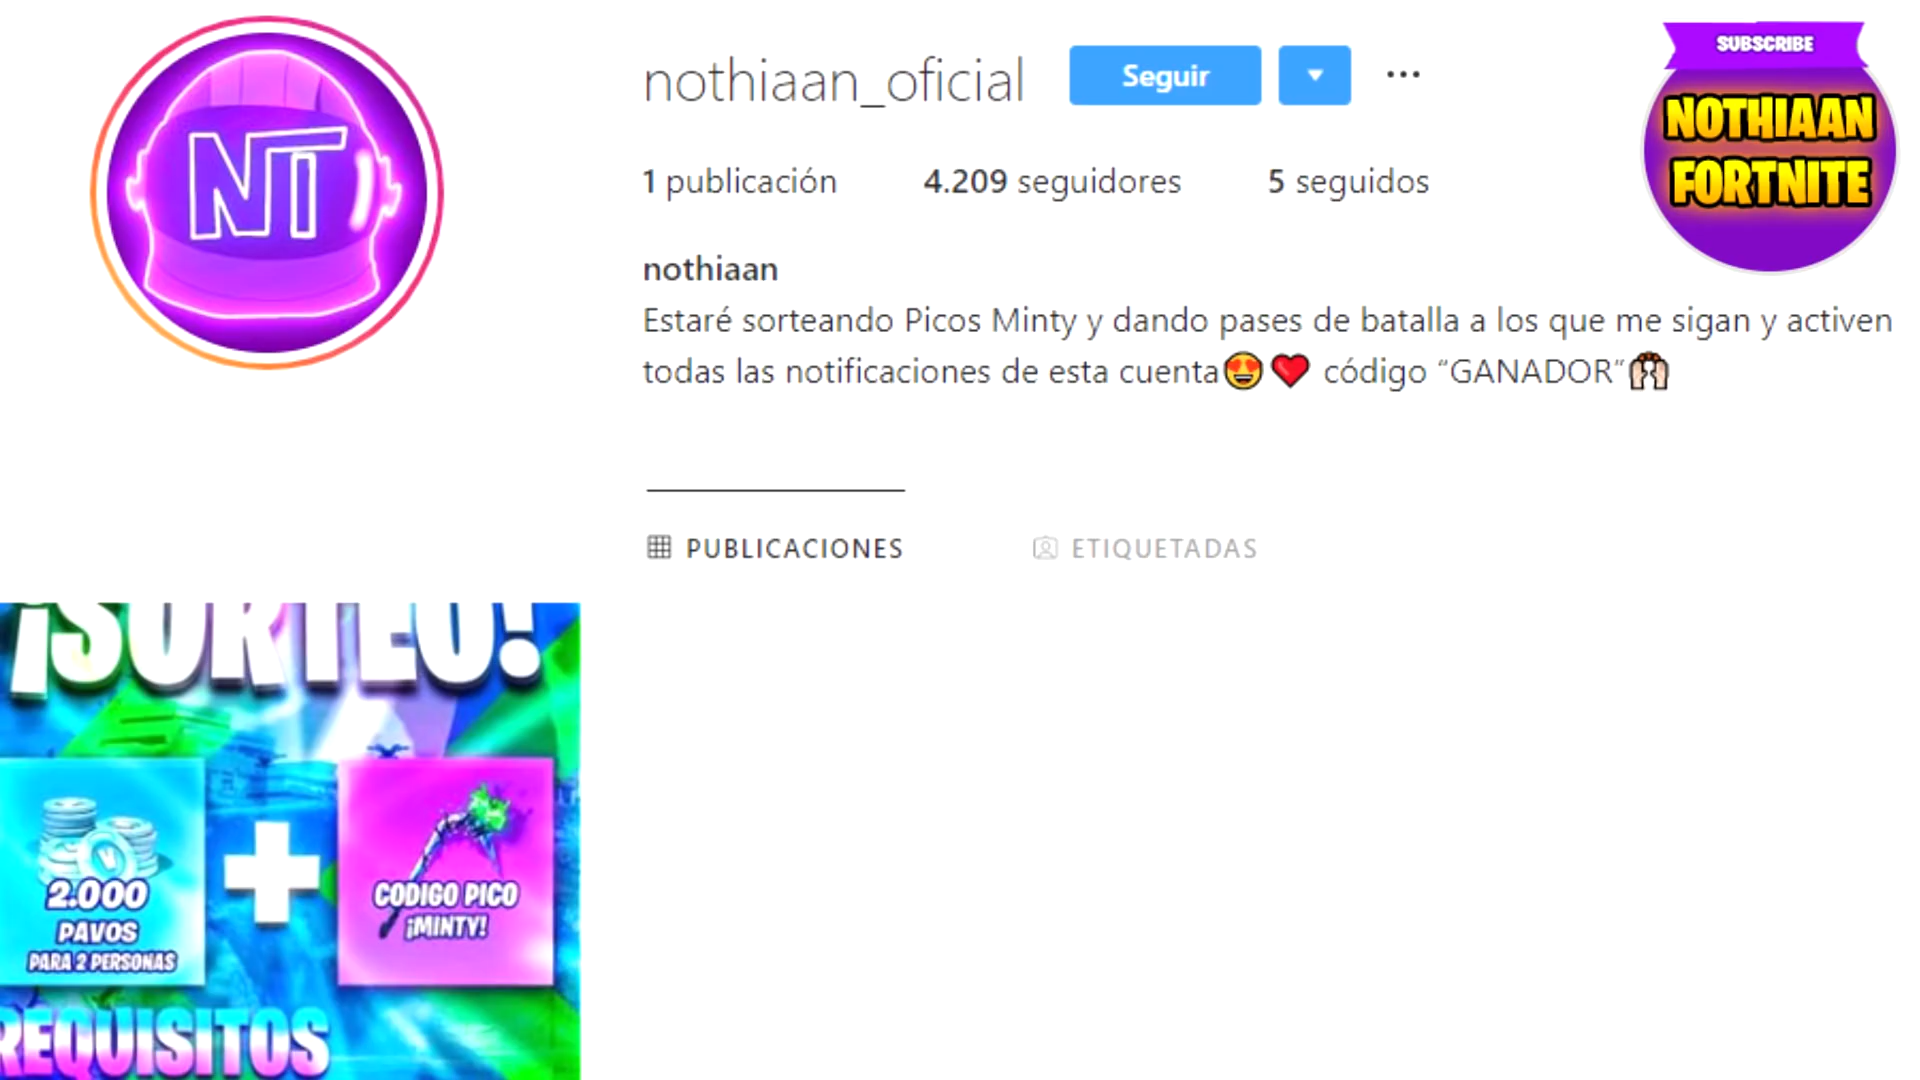 NT
nothiaan_oficial
Seguir
SUBSCRIBE
NOTHIAAN
FORTNITE
1 publicación
4.209 seguidores
5 seguidos
nothiaan
Estaré sorteando Picos Minty y dando pases de batalla a los que me sigan y activen
todas las notificaciones de esta cuenta😍❤️ código “GANADOR”🙌
PUBLICACIONES
ETIQUETADAS
¡SORTEO!
2.000
PAVOS
PARA 2 PERSONAS
CODIGO PICO
¡MINTY!
REQUISITOS